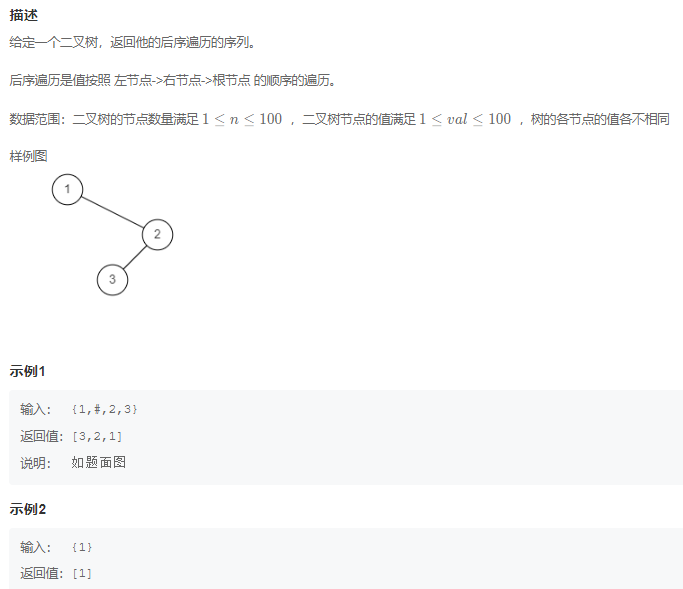 描述
给定一个二叉树，返回他的后序遍历的序列。
后序遍历是值按照 左节点->右节点->根节点 的顺序的遍历。
数据范围：二叉树的节点数量满足 1 ≤ n ≤ 100 ，二叉树节点的值满足 1 ≤ val ≤ 100 ，树的各节点的值各不相同
样例图
1
2
3
示例1
输入： {1,#,2,3}
返回值：[3,2,1]
说明： 如题面图
示例2
输入： {1}
返回值：[1]